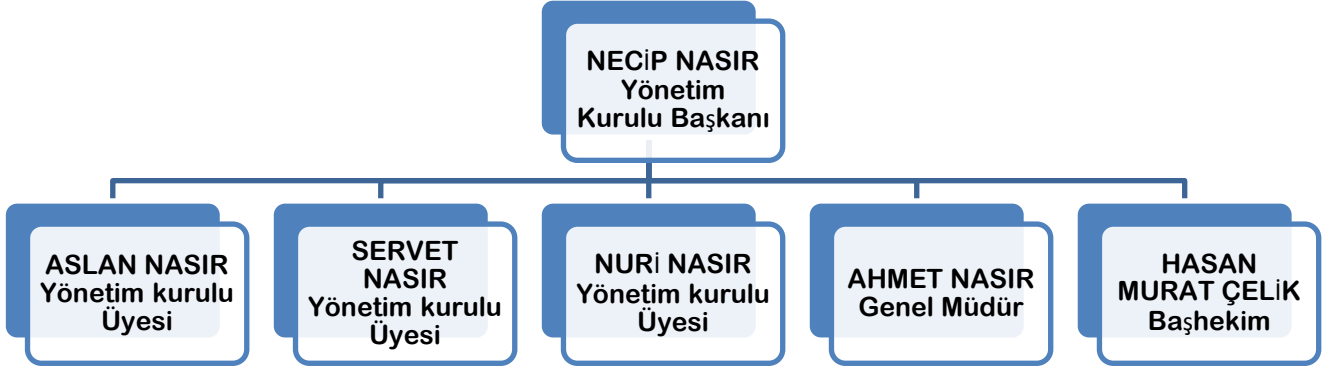 NECİP NASIR
Yönetim
Kurulu Başkanı
ASLAN NASIR
Yönetim kurulu
Üyesi
SERVET
NASIR
Yönetim kurulu
Üyesi
NURİ NASIR
Yönetim kurulu
Üyesi
AHMET NASIR
Genel Müdür
HASAN
MURAT ÇELİK
Başhekim